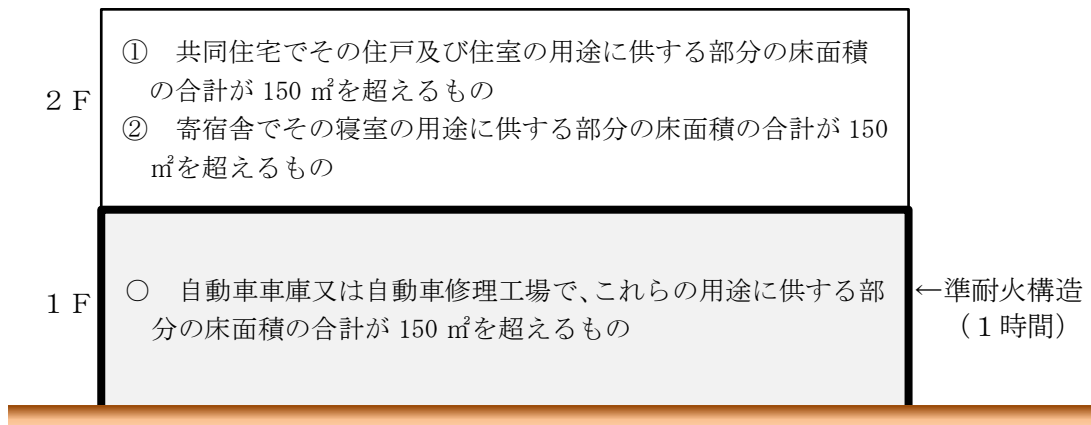 ① 共同住宅でその住戸及び住室の用途に供する部分の床面積
の合計が 150 ㎡を超えるもの
2F
② 寄宿舎でその寝室の用途に供する部分の床面積の合計が 150
㎡を超えるもの
1F
○ 自動車車庫又は自動車修理工場で、これらの用途に供する部
分の床面積の合計が 150 ㎡を超えるもの
←準耐火構造
(1時間)